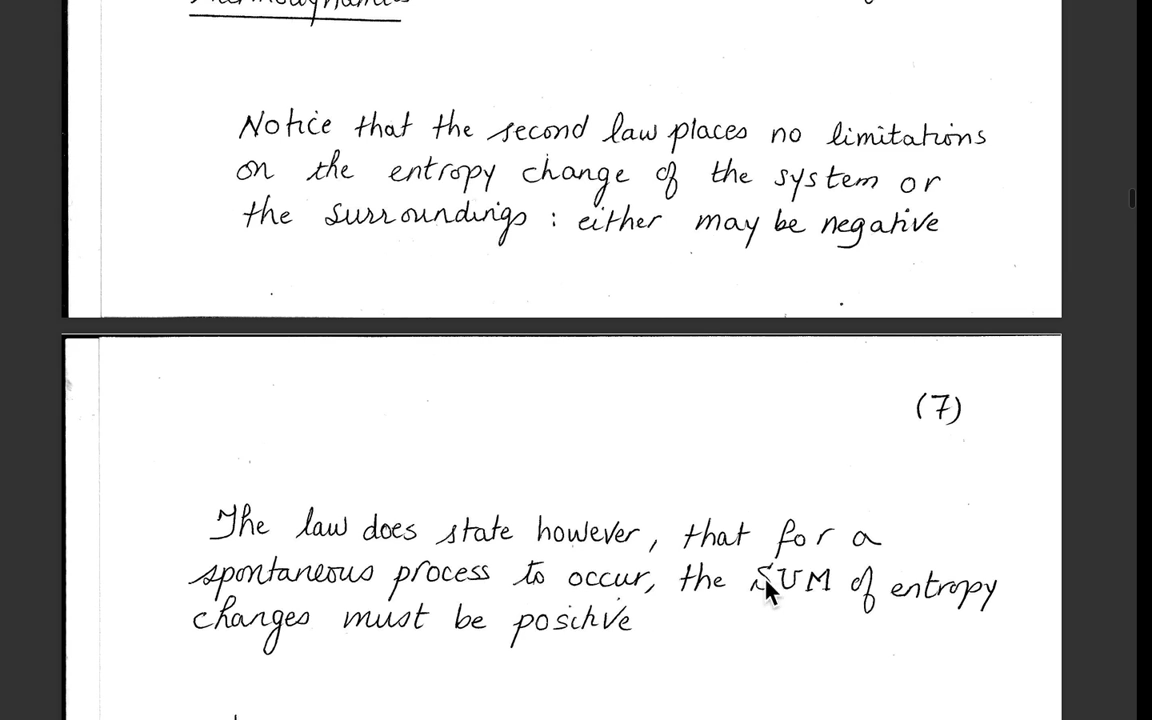 Thermodynamics
Notice that the second law places no limitations
on the entropy change of the system or
the surroundings : either may be negative
(7)
The law does state however, that for a
spontaneous process to occur, the SUM of entropy
changes must be positive